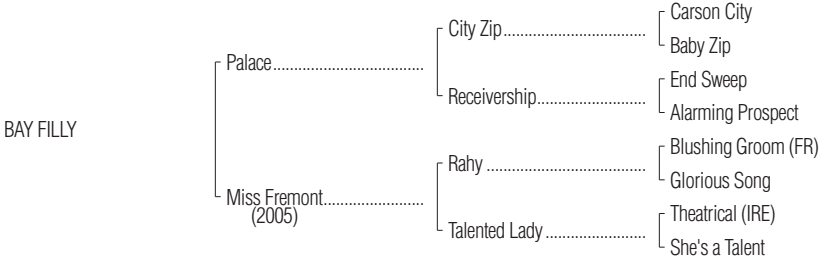 Carson City
City Zip
Baby Zip
Palace
End Sweep
Receivership
Alarming Prospect
BAY FILLY
Blushing Groom (FR)
Rahy
Glorious Song
Miss Fremont
(2005)
Theatrical (IRE)
Talented Lady
She's a Talent